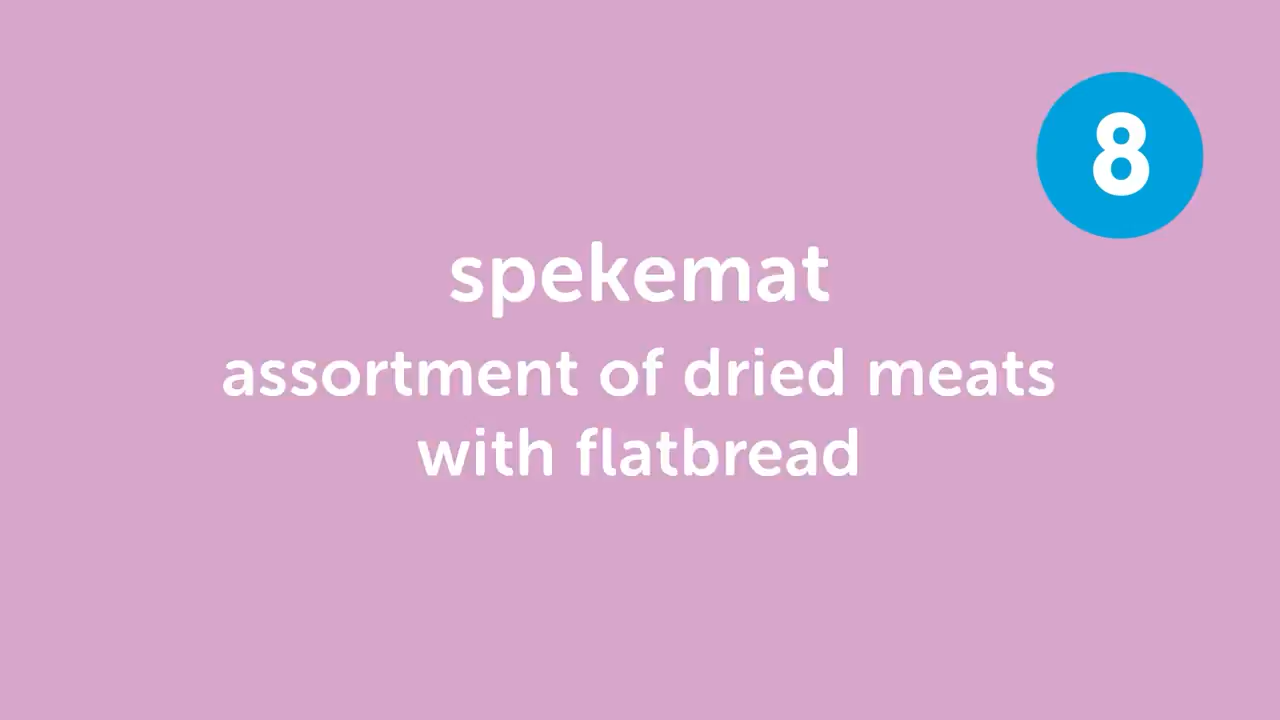 8
spekemat
assortment of dried meats
with flatbread